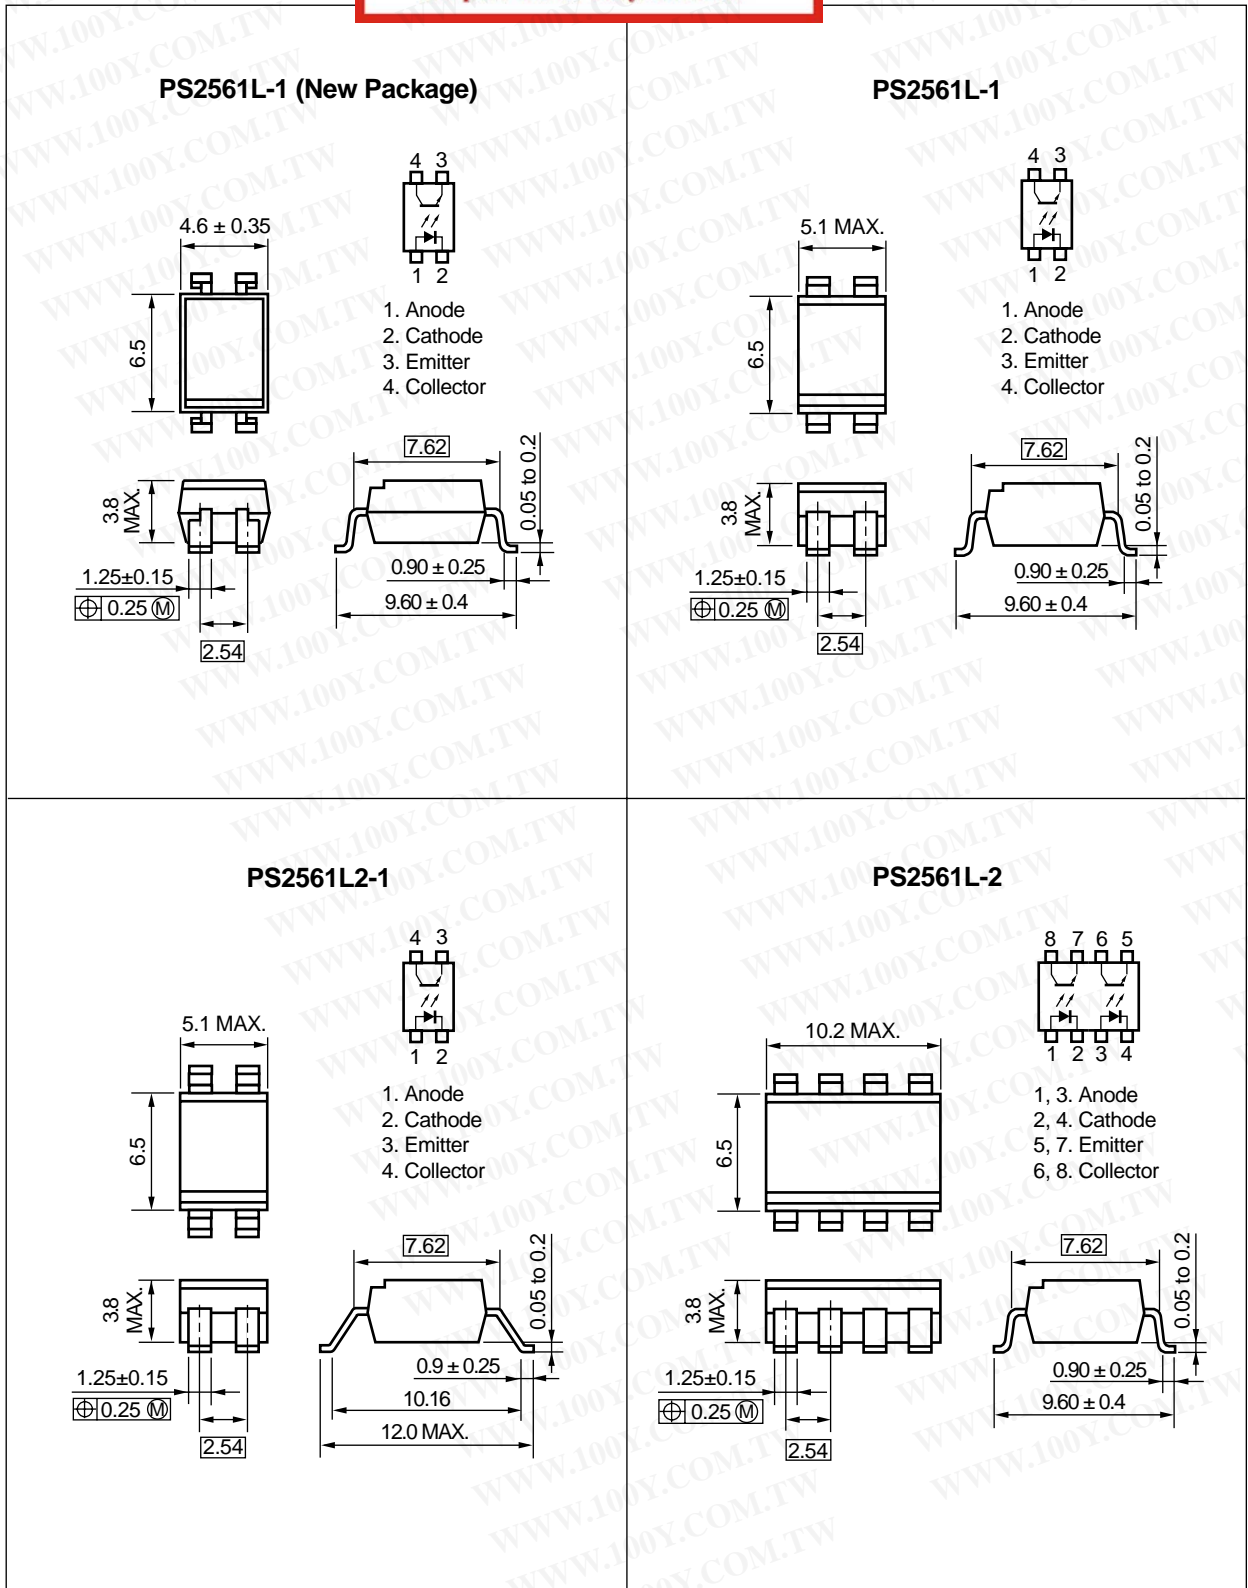 PS2561L-1 (New Package)
4 3
1 2
4.6 ± 0.35
6.5
1. Anode
2. Cathode
3. Emitter
4. Collector
3.8
MAX.
7.62
0.05 to 0.2
1.25±0.15
0.25 Ⓜ
2.54
0.90 ± 0.25
9.60 ± 0.4
PS2561L-1
4 3
1 2
5.1 MAX.
6.5
1. Anode
2. Cathode
3. Emitter
4. Collector
3.8
MAX.
7.62
0.05 to 0.2
1.25±0.15
0.25 Ⓜ
2.54
0.90 ± 0.25
9.60 ± 0.4
PS2561L2-1
4 3
1 2
5.1 MAX.
6.5
1. Anode
2. Cathode
3. Emitter
4. Collector
3.8
MAX.
7.62
0.05 to 0.2
1.25±0.15
0.25 Ⓜ
2.54
0.9 ± 0.25
10.16
12.0 MAX.
PS2561L-2
8 7 6 5
1 2 3 4
10.2 MAX.
6.5
1, 3. Anode
2, 4. Cathode
5, 7. Emitter
6, 8. Collector
3.8
MAX.
7.62
0.05 to 0.2
1.25±0.15
0.25 Ⓜ
2.54
0.90 ± 0.25
9.60 ± 0.4
WWW.100Y.COM.TW